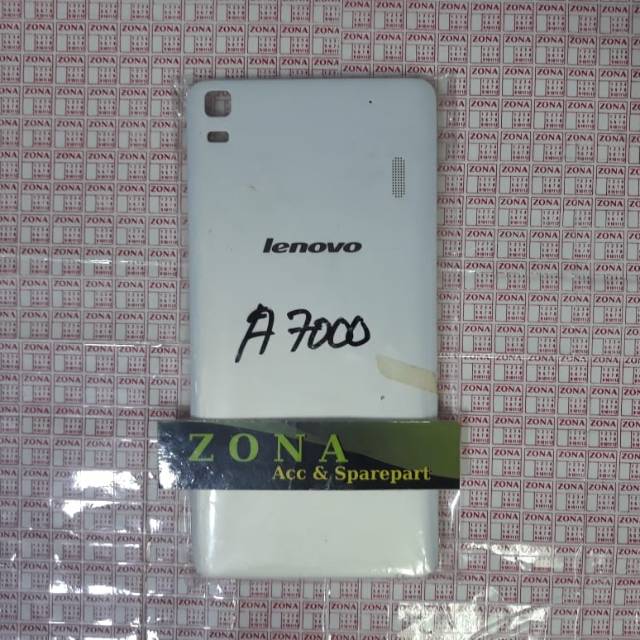 lenovo
A 7000
ZONA
Acc & Sparepart